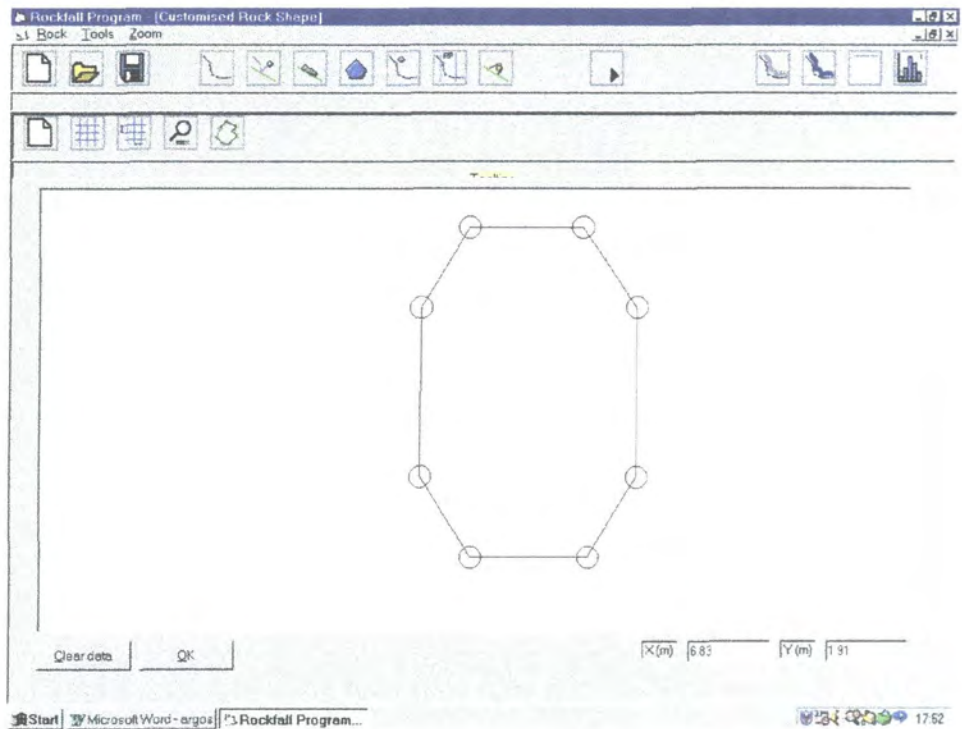 Rockfall Program - [Customised Rock Shape]
Rock Tools Zoom
Clear data OK X (m) 6.83 Y (m) 1.91
Start Microsoft Word - argos Rockfall Program... 17:52